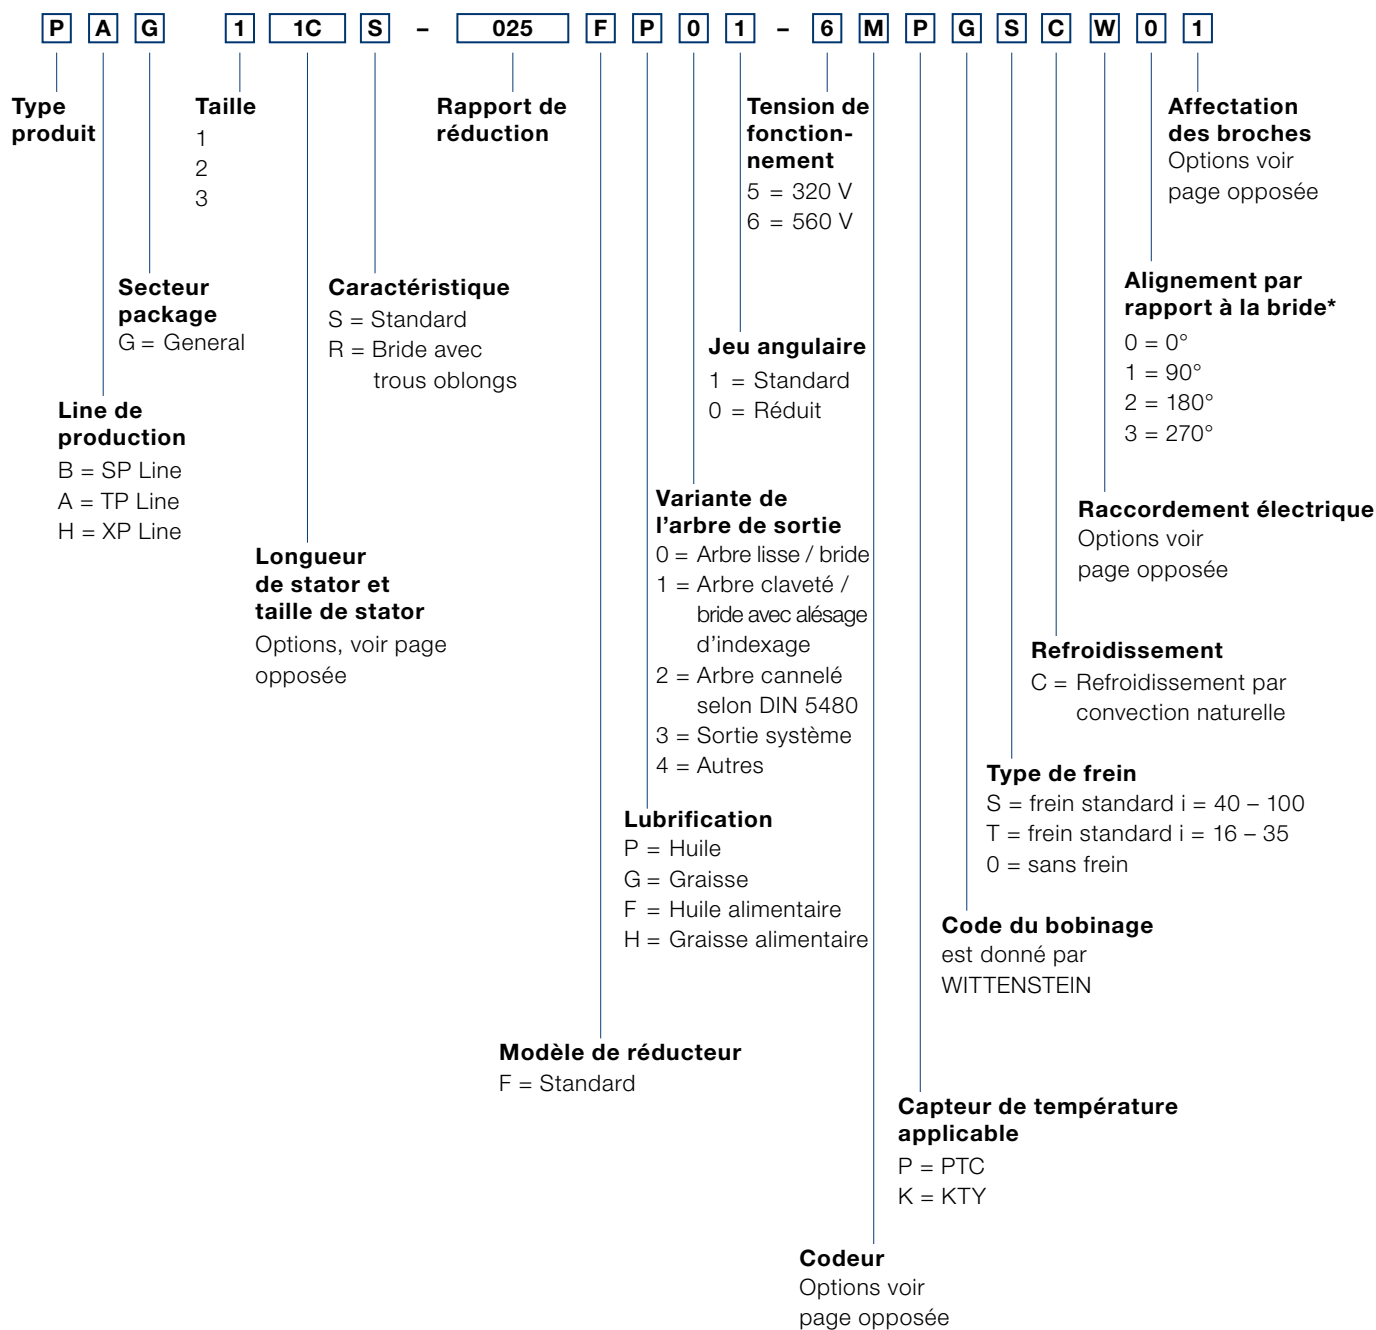 P A G 1 1C S – 025 F P 0 1 – 6 M P G S C W 0 1
Type
produit
Taille
1
2
3
Rapport de
réduction
Tension de
fonction-
nement
5 = 320 V
6 = 560 V
Affectation
des broches
Options voir
page opposée
Secteur
package
G = General
Caractéristique
S = Standard
R = Bride avec
trous oblongs
Jeu angulaire
1 = Standard
0 = Réduit
Alignement par
rapport à la bride*
0 = 0°
1 = 90°
2 = 180°
3 = 270°
Line de
production
B = SP Line
A = TP Line
H = XP Line
Longueur
de stator et
taille de stator
Options, voir page
opposée
Variante de
l’arbre de sortie
0 = Arbre lisse / bride
1 = Arbre claveté /
bride avec alésage
d’indexage
2 = Arbre cannelé
selon DIN 5480
3 = Sortie système
4 = Autres
Raccordement électrique
Options voir
page opposée
Refroidissement
C = Refroidissement par
convection naturelle
Type de frein
S = frein standard i = 40 – 100
T = frein standard i = 16 – 35
0 = sans frein
Lubrification
P = Huile
G = Graisse
F = Huile alimentaire
H = Graisse alimentaire
Code du bobinage
est donné par
WITTENSTEIN
Modèle de réducteur
F = Standard
Capteur de température
applicable
P = PTC
K = KTY
Codeur
Options voir
page opposée